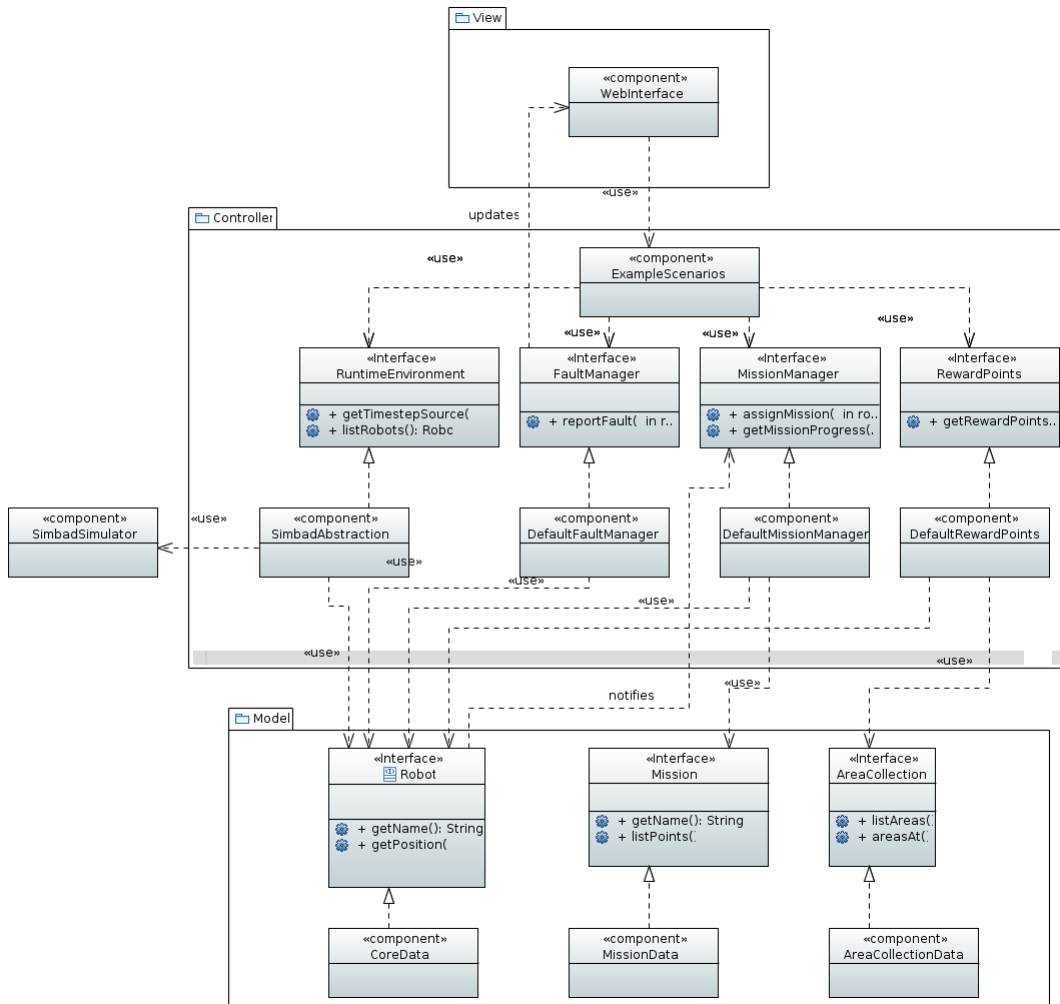 View
«component»
WebInterface
«use»
updates
Controller
«use»
«component»
ExampleScenarios
«use»
«use»
«use»
«Interface»
RuntimeEnvironment
+ getTimestepSource(
+ listRobots(): Robc
«Interface»
FaultManager
+ reportFault( in r..
«Interface»
MissionManager
+ assignMission( in ro..
+ getMissionProgress(.
«Interface»
RewardPoints
+ getRewardPoints..
«component»
SimbadSimulator
«use»
«component»
SimbadAbstraction
«component»
DefaultFaultManager
«component»
DefaultMissionManager
«component»
DefaultRewardPoints
«use»
«use»
«use»
«use»
«use»
«use»
notifies
Model
«Interface»
Robot
+ getName(): String
+ getPosition(
«Interface»
Mission
+ getName(): String
+ listPoints(
«Interface»
AreaCollection
+ listAreas(
+ areasAt(
«component»
CoreData
«component»
MissionData
«component»
AreaCollectionData